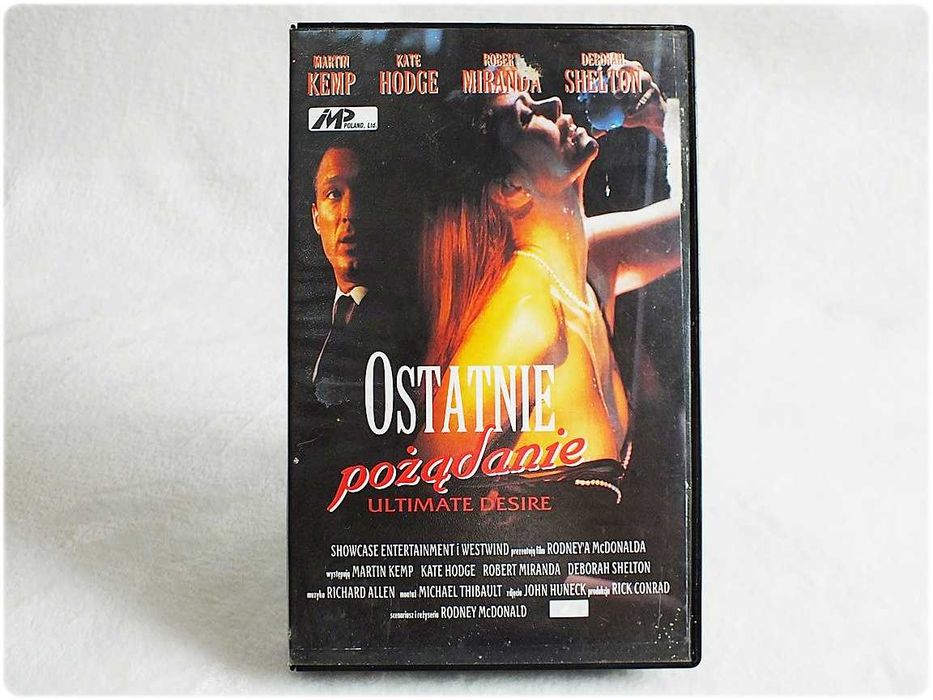 MARTIN KEMP KATE HODGE ROBERT MIRANDA DEBORAH SHELTON
IMP POLAND, Ltd.
OSTATNIE
pożądanie
ULTIMATE DESIRE
SHOWCASE ENTERTAINMENT i WESTWIND prezentują film RODNEY'A McDONALDA
występują MARTIN KEMP KATE HODGE ROBERT MIRANDA DEBORAH SHELTON
muzyka RICHARD ALLEN montaż MICHAEL THIBAULT zdjęcia JOHN HUNECK produkcja RICK CONRAD
scenariusz i reżyseria RODNEY McDONALD